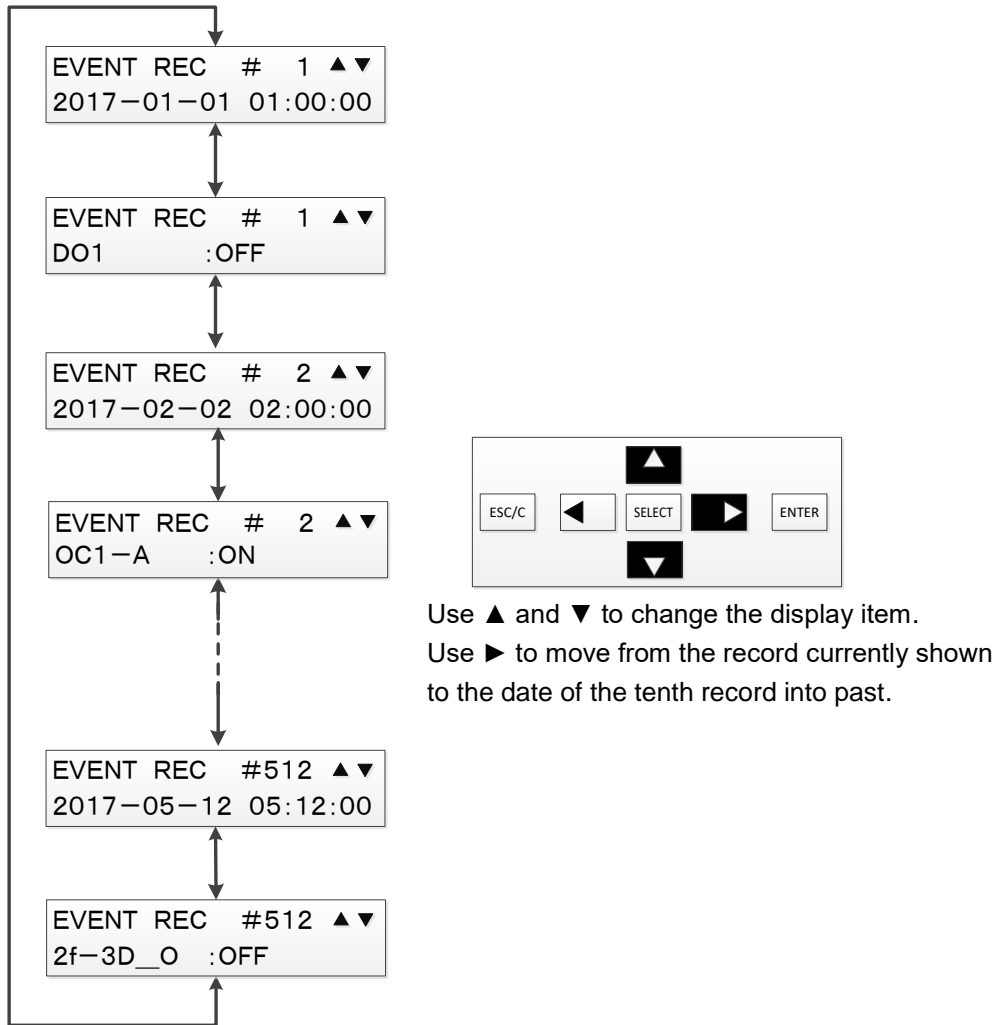 EVENT REC # 1 ▲▼
2017−01−01 01:00:00
EVENT REC # 1 ▲▼
DO1 :OFF
EVENT REC # 2 ▲▼
2017−02−02 02:00:00
EVENT REC # 2 ▲▼
OC1−A :ON
EVENT REC #512 ▲▼
2017−05−12 05:12:00
EVENT REC #512 ▲▼
2f−3D__O :OFF
ESC/C ◀ SELECT ▶ ENTER
Use ▲ and ▼ to change the display item.
Use ► to move from the record currently shown
to the date of the tenth record into past.